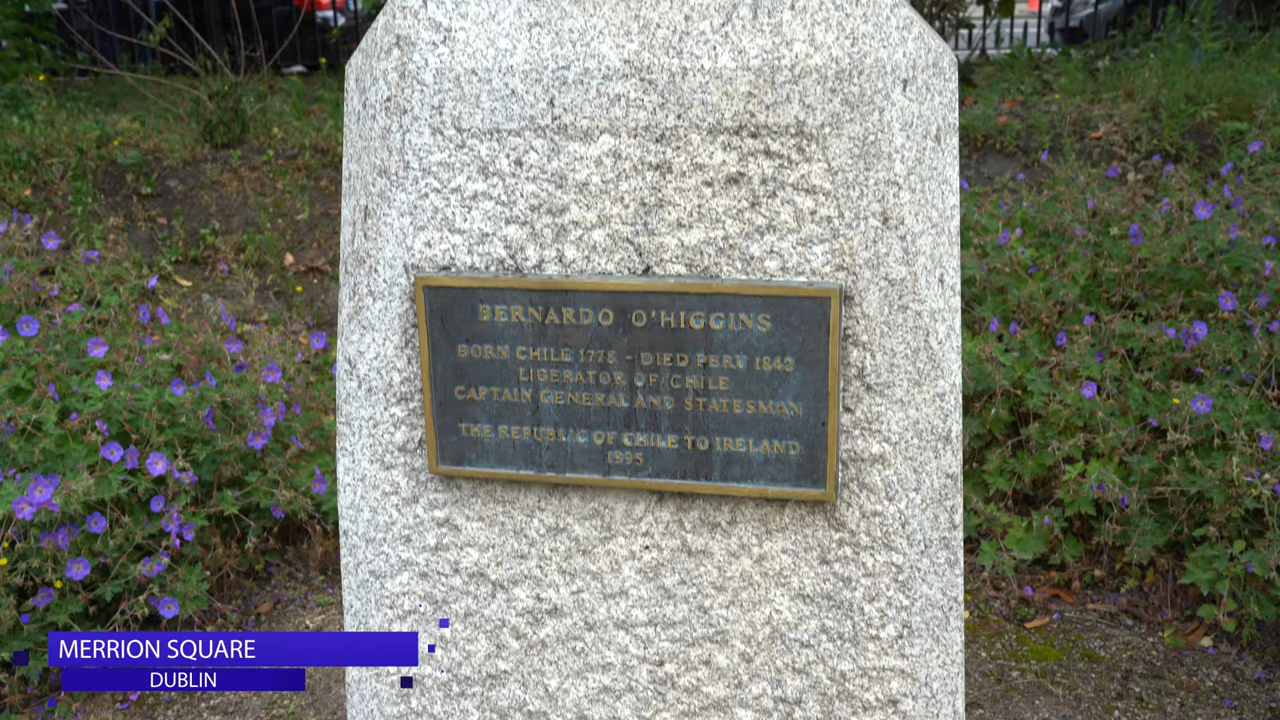 BERNARDO O'HIGGINS
BORN CHILE 1778 - DIED PERU 1842
LIBERATOR OF CHILE
CAPTAIN GENERAL AND STATESMAN
THE REPUBLIC OF CHILE TO IRELAND
1995
MERRION SQUARE
DUBLIN